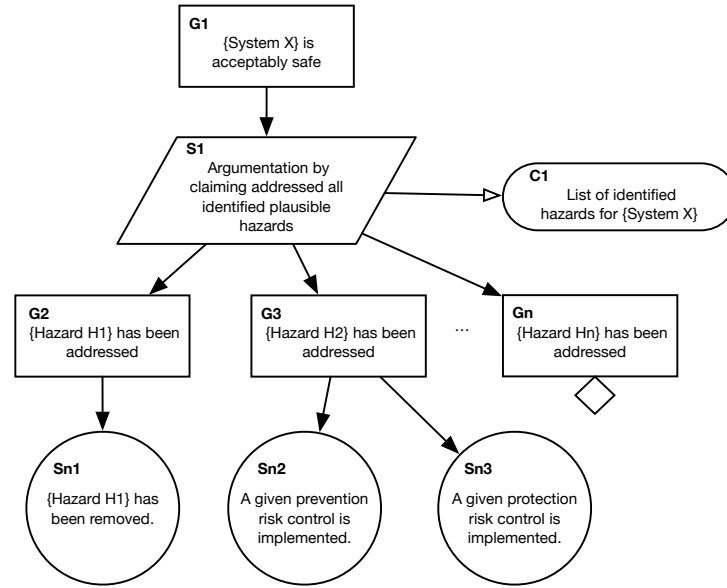 G1
{System X} is
acceptably safe
S1
Argumentation by
claiming addressed all
identified plausible
hazards
C1
List of identified
hazards for {System X}
G2
{Hazard H1} has been
addressed
G3
{Hazard H2} has been
addressed
...
Gn
{Hazard Hn} has been
addressed
Sn1
{Hazard H1} has
been removed.
Sn2
A given prevention
risk control is
implemented.
Sn3
A given protection
risk control is
implemented.